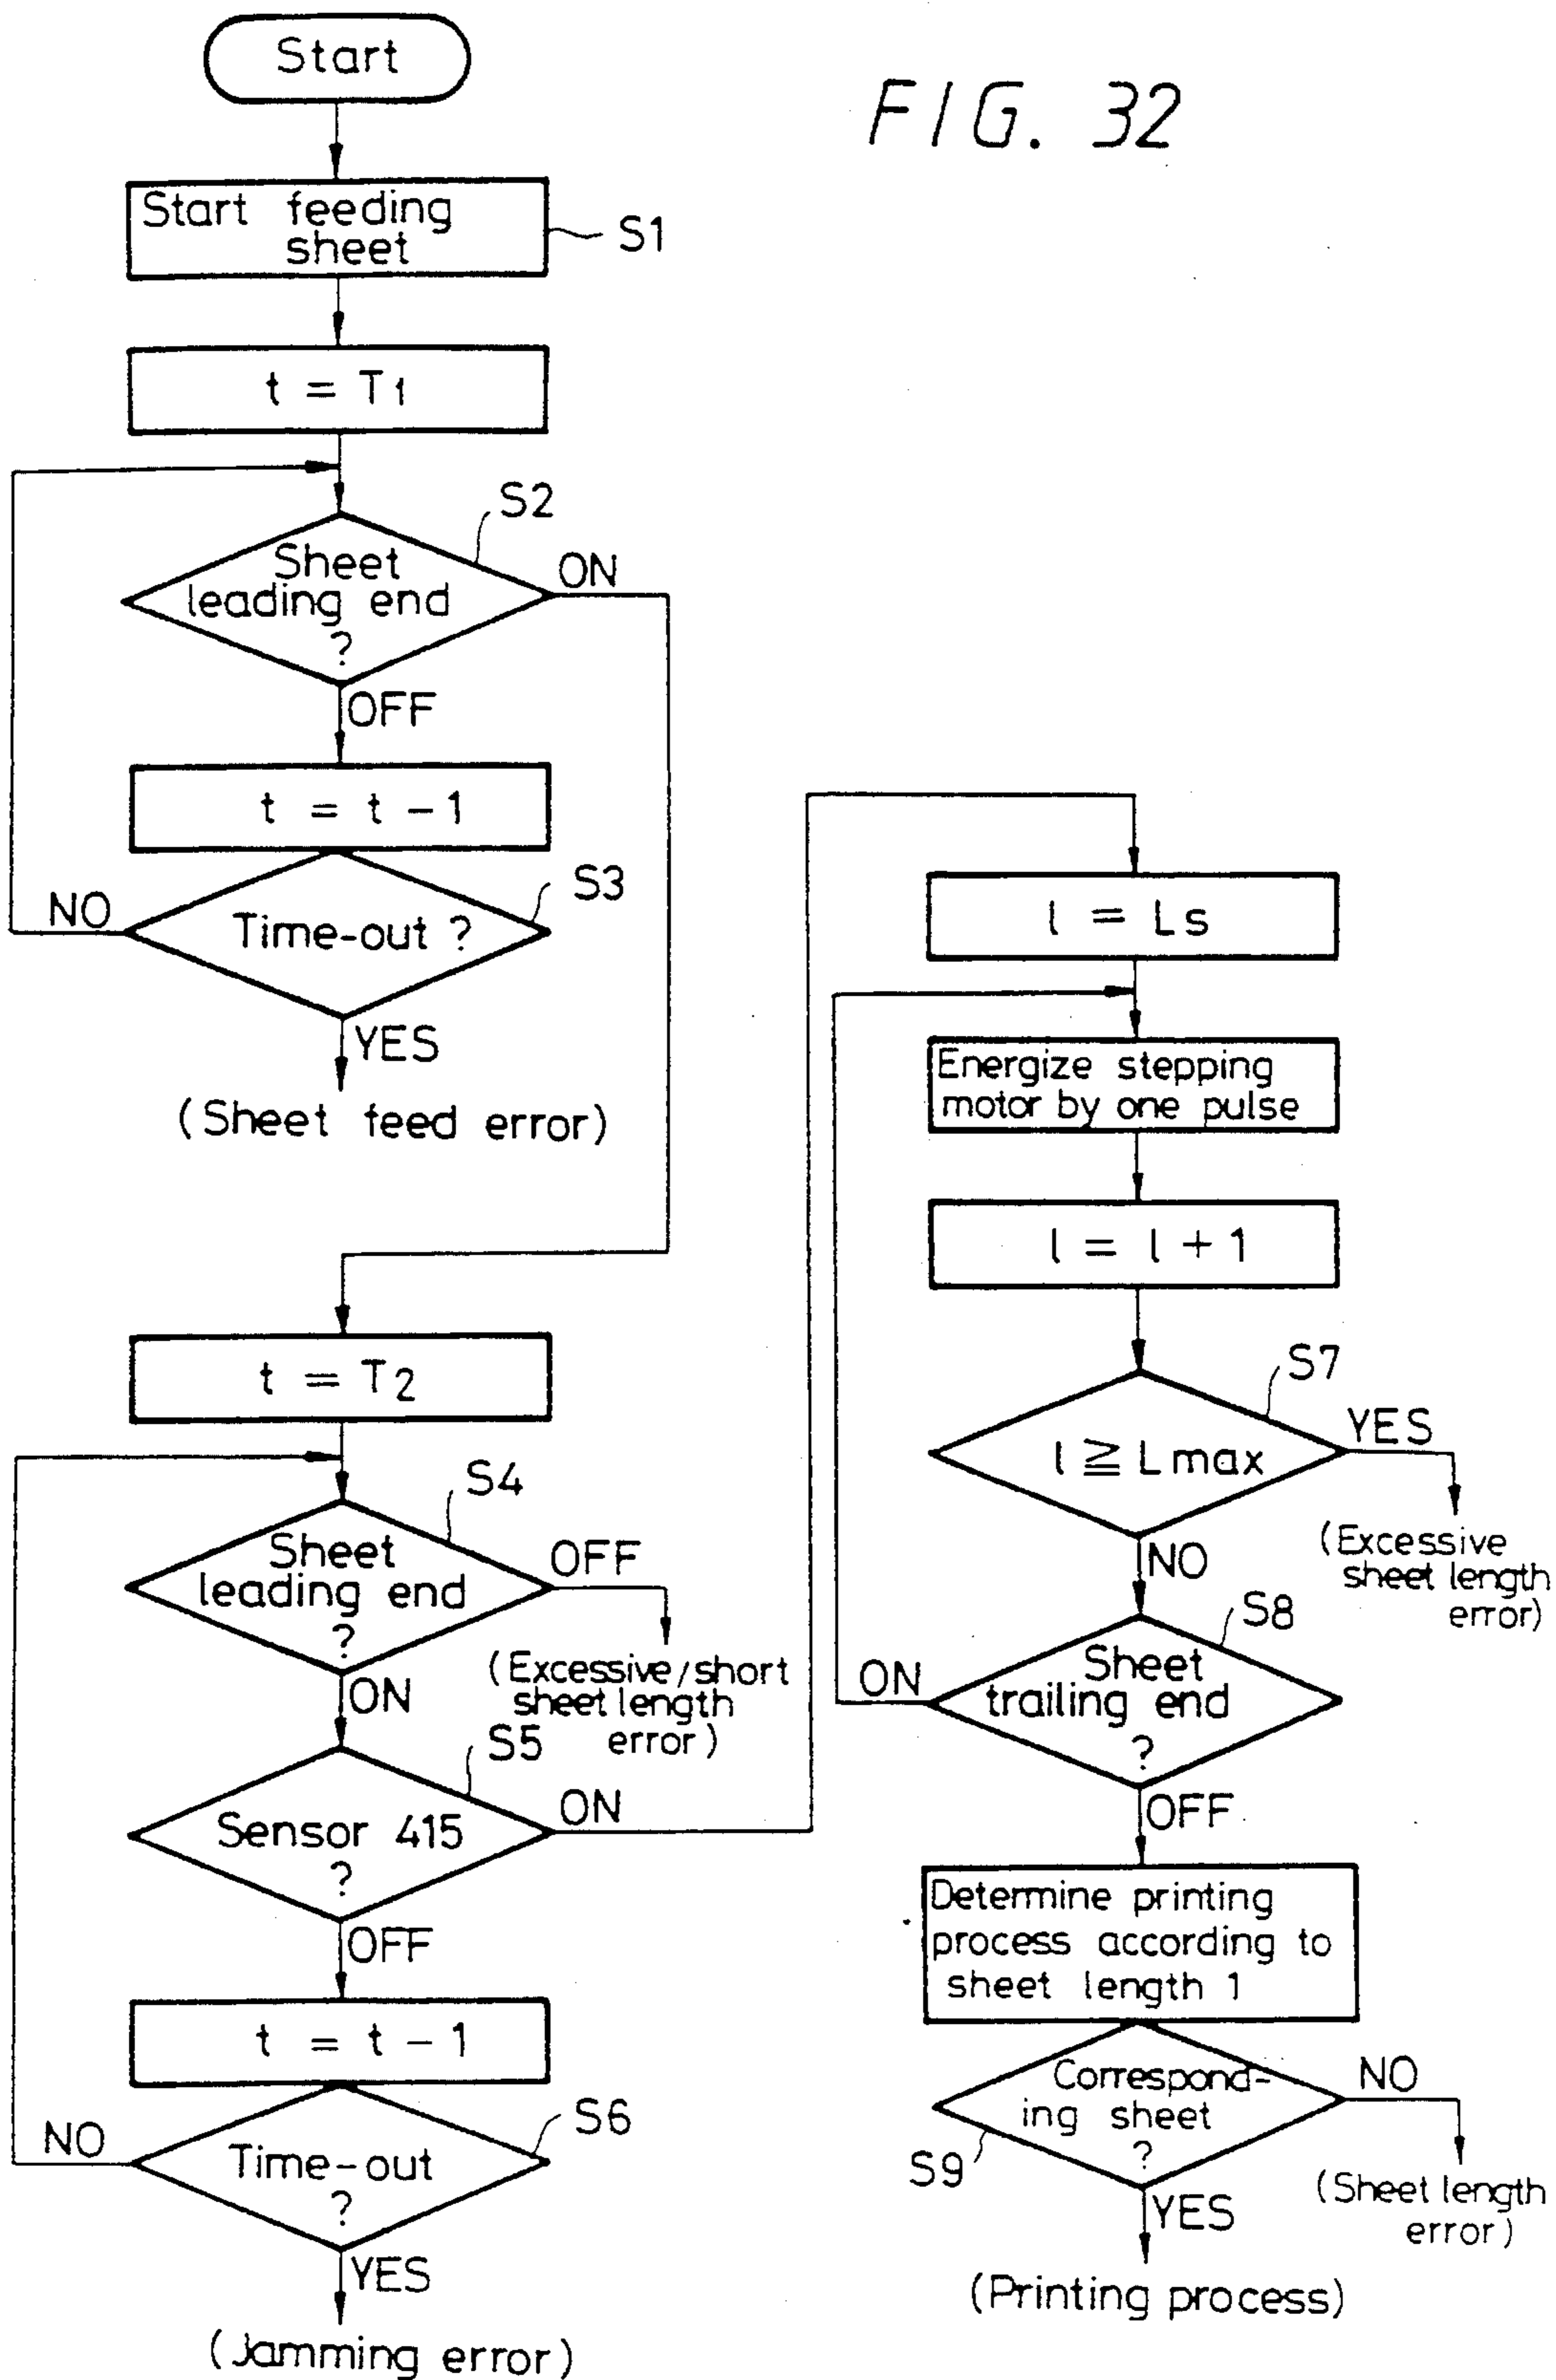 FIG. 32
Start
Start feeding
sheet
S1
t = T1
S2
Sheet
leading end
?
ON
OFF
t = t - 1
S3
Time-out ?
NO
YES
(Sheet feed error)
t = T2
S4
Sheet
leading end
?
OFF
(Excessive/short
sheet length
error)
ON
S5
Sensor 415
?
ON
OFF
t = t - 1
S6
Time-out
?
NO
YES
(Jamming error)
l = Ls
Energize stepping
motor by one pulse
l = l + 1
S7
l ≧ Lmax
YES
(Excessive
sheet length
error)
NO
S8
Sheet
trailing end
?
ON
OFF
Determine printing
process according to
sheet length 1
Correspond-
ing sheet
?
S9
NO
(Sheet length
error)
YES
(Printing process)